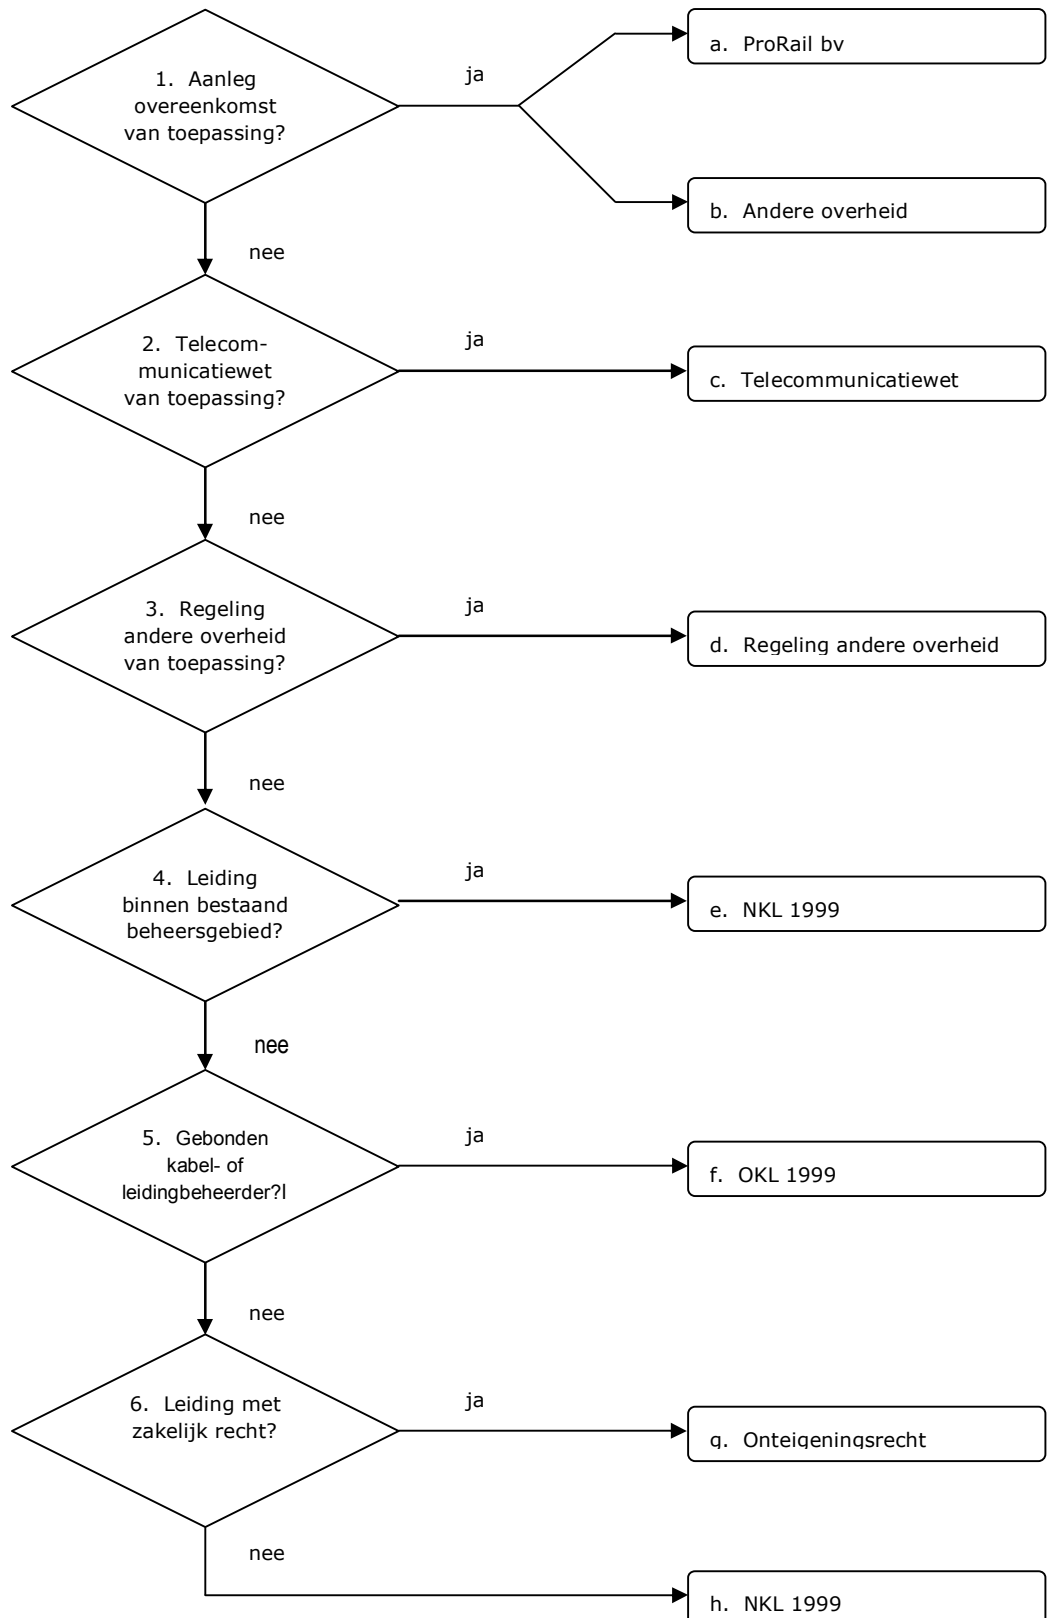 1. Aanleg
overeenkomst
van toepassing?
ja
a. ProRail bv
b. Andere overheid
nee
2. Telecom-
municatiewet
van toepassing?
ja
c. Telecommunicatiewet
nee
3. Regeling
andere overheid
van toepassing?
ja
d. Regeling andere overheid
nee
4. Leiding
binnen bestaand
beheersgebied?
ja
e. NKL 1999
nee
5. Gebonden
kabel- of
leidingbeheerder?l
ja
f. OKL 1999
nee
6. Leiding met
zakelijk recht?
ja
g. Onteigeningsrecht
nee
h. NKL 1999